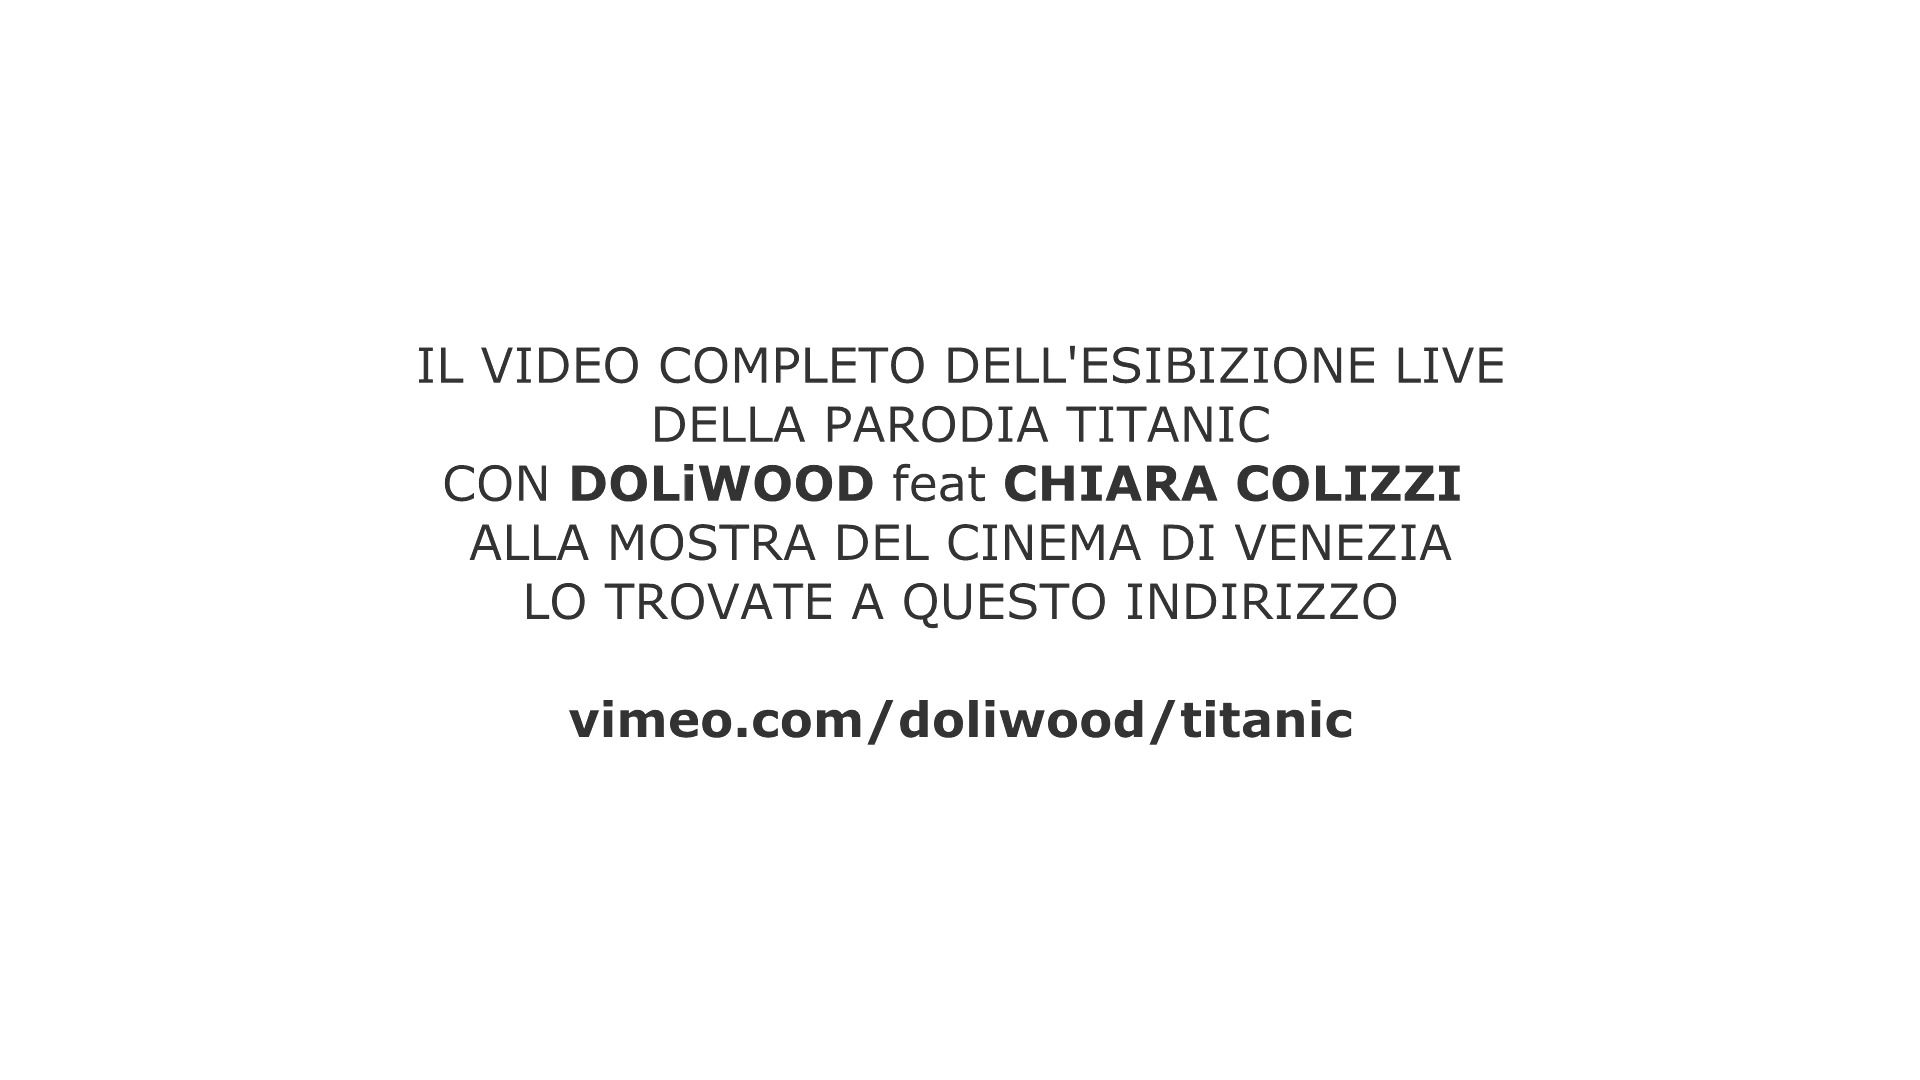 IL VIDEO COMPLETO DELL'ESIBIZIONE LIVE
DELLA PARODIA TITANIC
CON DOLiWOOD feat CHIARA COLIZZI
ALLA MOSTRA DEL CINEMA DI VENEZIA
LO TROVATE A QUESTO INDIRIZZO
vimeo.com/doliwood/titanic